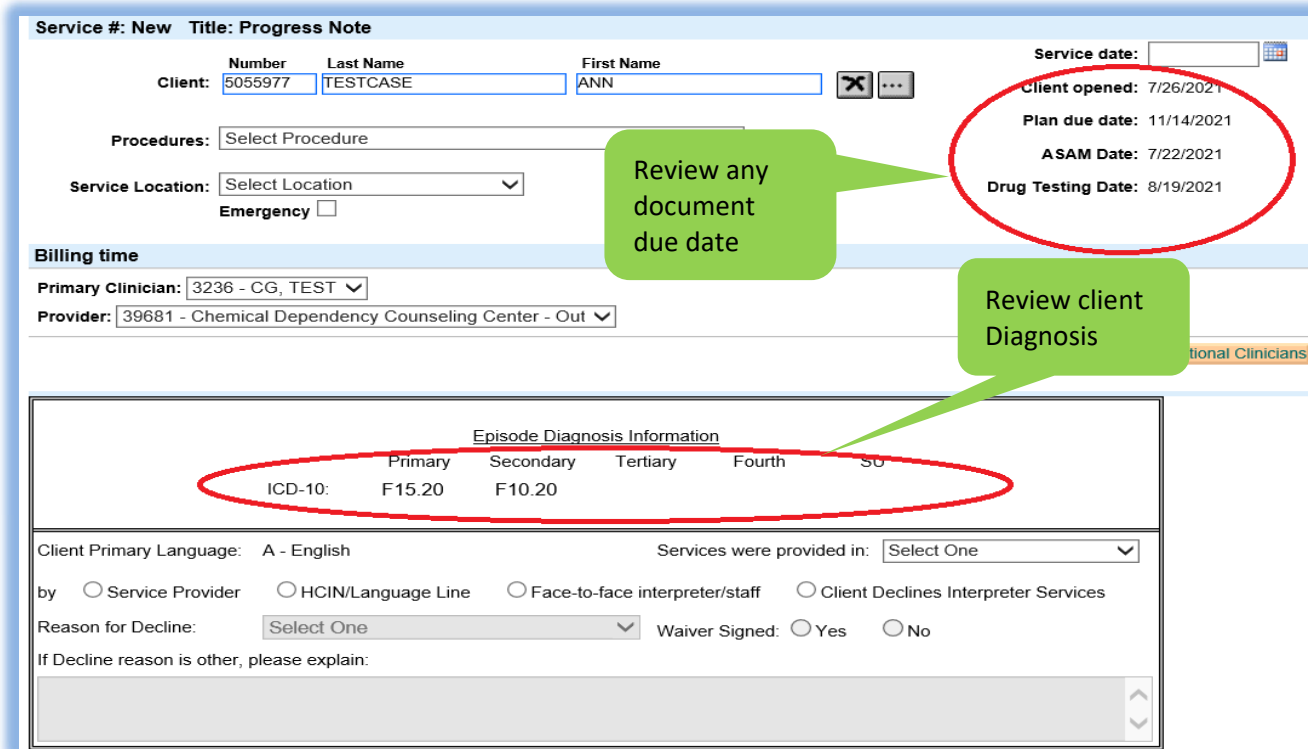 Service #: New Title: Progress Note
Number Last Name First Name
Client: 5055977 TESTCASE ANN
Service date:
Client opened: 7/26/2021
Plan due date: 11/14/2021
ASAM Date: 7/22/2021
Drug Testing Date: 8/19/2021
Procedures: Select Procedure
Service Location: Select Location
Emergency
Review any
document
due date
Billing time
Primary Clinician: 3236 - CG, TEST
Provider: 39681 - Chemical Dependency Counseling Center - Out
Review client
Diagnosis
tional Clinicians
Episode Diagnosis Information
Primary Secondary Tertiary Fourth SU
ICD-10: F15.20 F10.20
Client Primary Language: A - English Services were provided in: Select One
by Service Provider HCIN/Language Line Face-to-face interpreter/staff Client Declines Interpreter Services
Reason for Decline: Select One Waiver Signed: Yes No
If Decline reason is other, please explain: